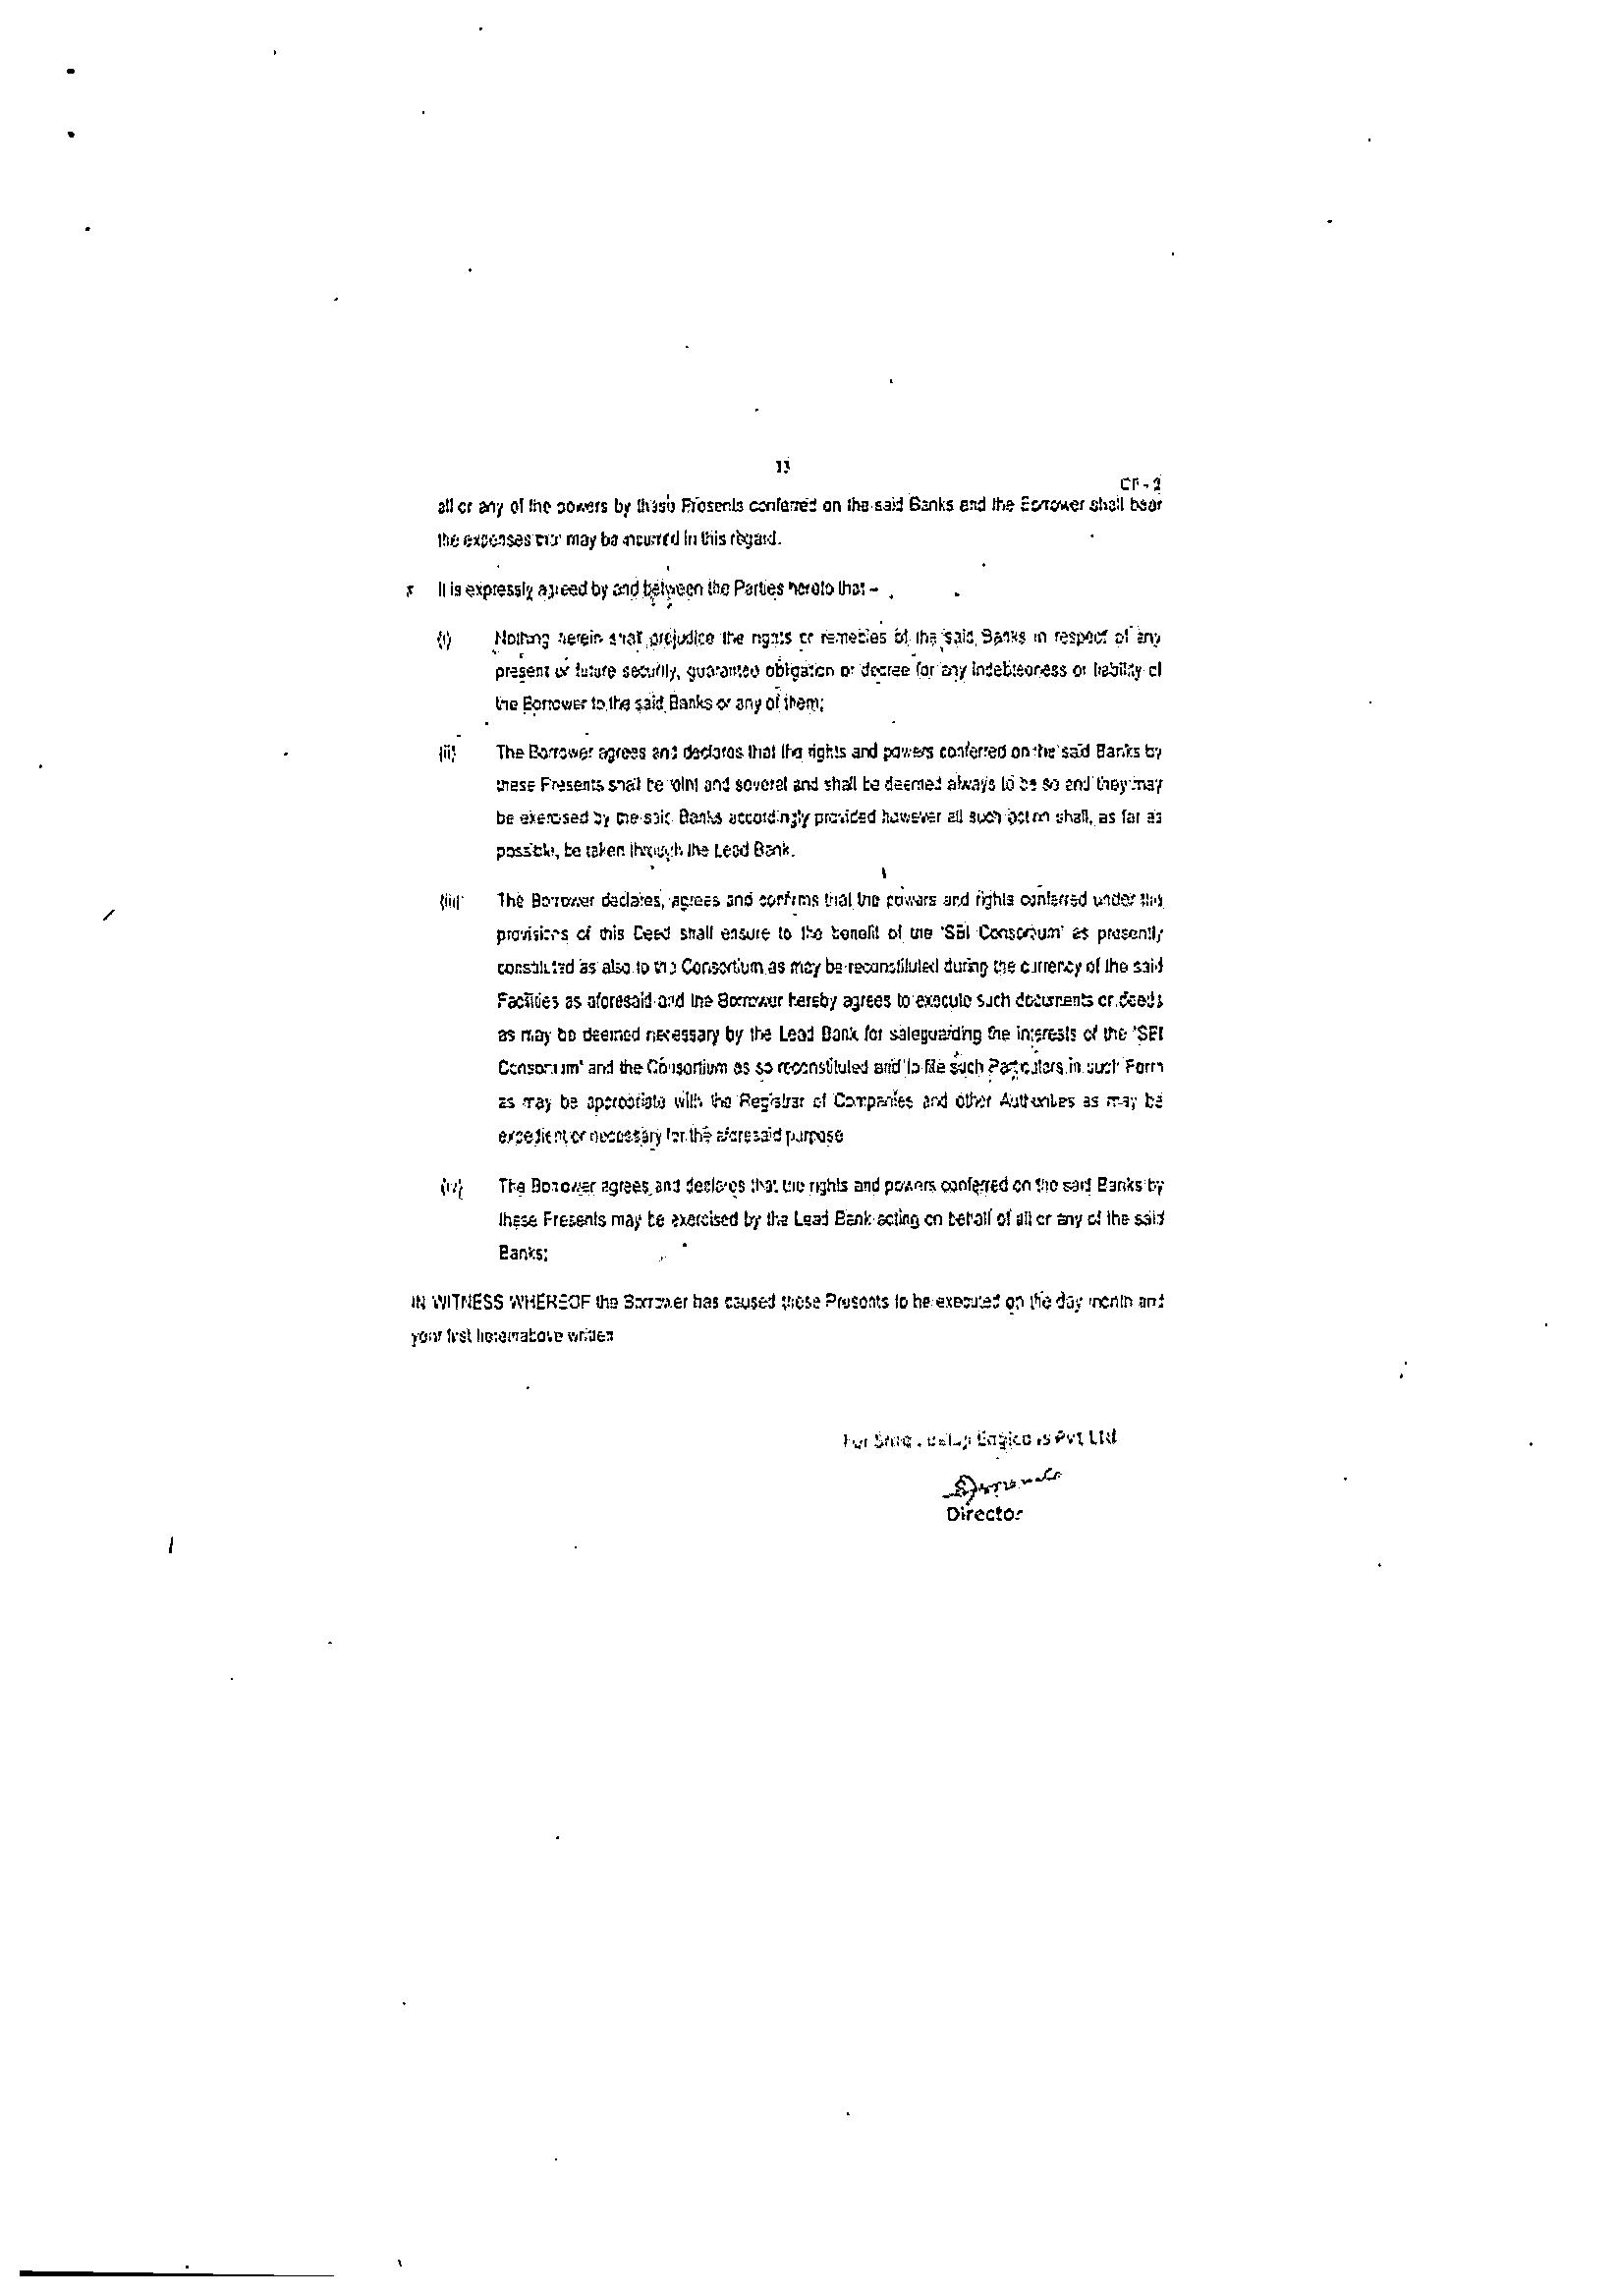 13
all or any of the powers by these Presents conferred on the said Banks and the Borrower shall bear
the expenses that may be incurred in this regard.
It is expressly agreed by and between the Parties hereto that –
(i) Nothing herein shall prejudice the rights or remedies of the said Banks in respect of any
present or future security, guarantee obligation or decree for any indebtedness or liability of
the Borrower to the said Banks or any of them;
(ii) The Borrower agrees and declares that the rights and powers conferred on the said Banks by
these Presents shall be joint and several and shall be deemed always to be so and they may
be exercised by the said Banks accordingly provided however all such action shall, as far as
possible, be taken through the Lead Bank.
(iii) The Borrower declares, agrees and confirms that the powers and rights conferred under the
provisions of this Deed shall ensure to the benefit of the 'SBI Consortium' as presently
constituted as also to the Consortium as may be reconstituted during the currency of the said
Facilities as aforesaid and the Borrower hereby agrees to execute such documents or deeds
as may be deemed necessary by the Lead Bank for safeguarding the interests of the 'SBI
Consortium' and the Consortium as so reconstituted and to file such Particulars in such Form
as may be appropriate with the Registrar of Companies and other Authorities as may be
expedient or necessary for the aforesaid purpose
(iv) The Borrower agrees and declares that the rights and powers conferred on the said Banks by
these Presents may be exercised by the Lead Bank acting on behalf of all or any of the said
Banks;
IN WITNESS WHEREOF the Borrower has caused these Presents to be executed on the day month and
year first hereinabove written
For Pvt Ltd
Director